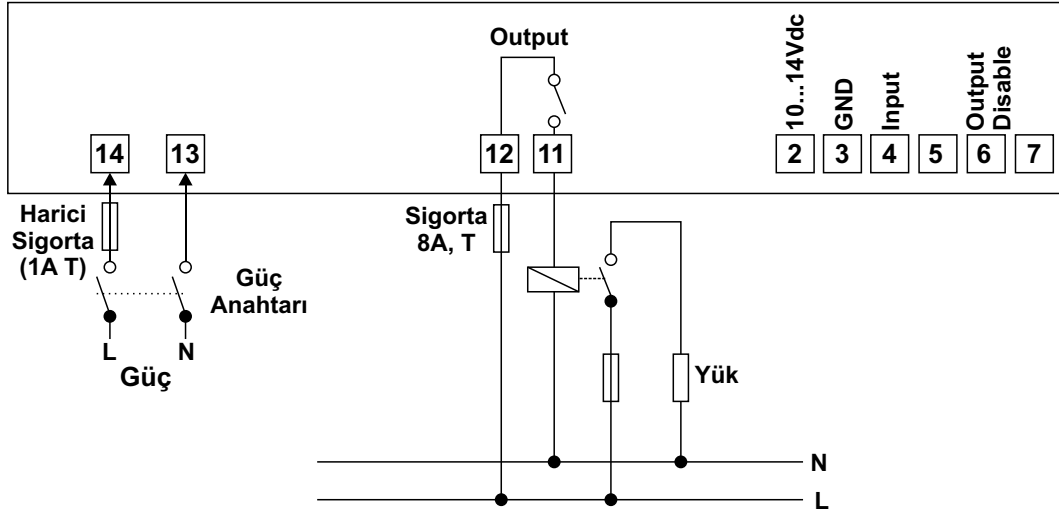 Output
10...14Vdc
GND
Input
Output
Disable
14
13
12
11
2
3
4
5
6
7
Harici
Sigorta
(1A T)
Güç
Anahtarı
L
N
Güç
Sigorta
8A, T
Yük
N
L